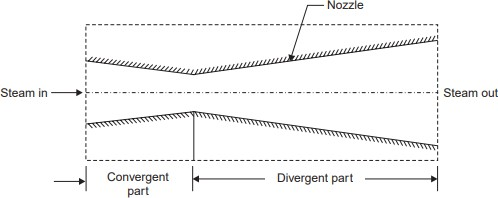 Nozzle
Steam in
Steam out
Convergent
part
Divergent part